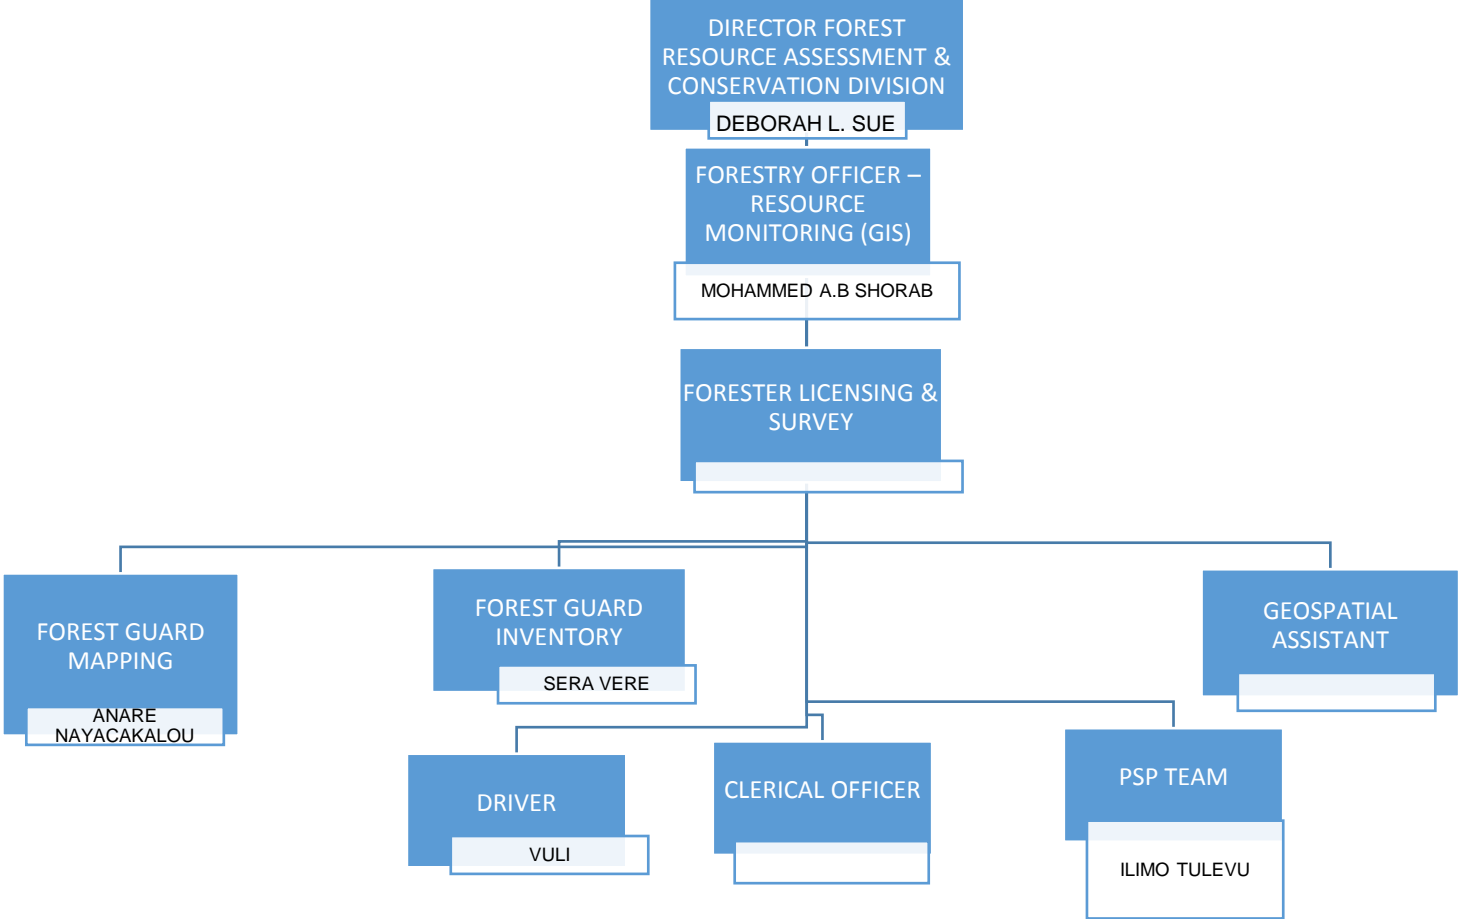 DIRECTOR FOREST
RESOURCE ASSESSMENT &
CONSERVATION DIVISION
DEBORAH L. SUE
FORESTRY OFFICER –
RESOURCE
MONITORING (GIS)
MOHAMMED A.B SHORAB
FORESTER LICENSING &
SURVEY
FOREST GUARD
MAPPING
ANARE
NAYACAKALOU
FOREST GUARD
INVENTORY
SERA VERE
GEOSPATIAL
ASSISTANT
DRIVER
VULI
CLERICAL OFFICER
PSP TEAM
ILIMO TULEVU